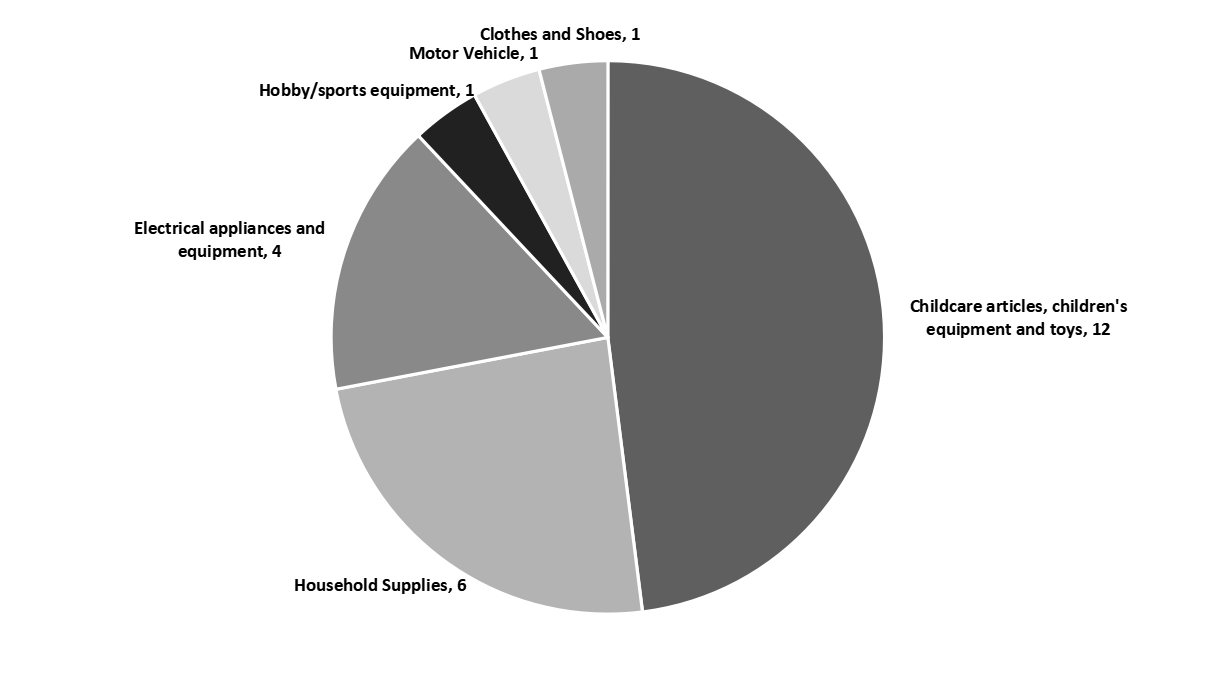 Clothes and Shoes, 1
Motor Vehicle, 1
Hobby/sports equipment, 1
Electrical appliances and
equipment, 4
Childcare articles, children's
equipment and toys, 12
Household Supplies, 6